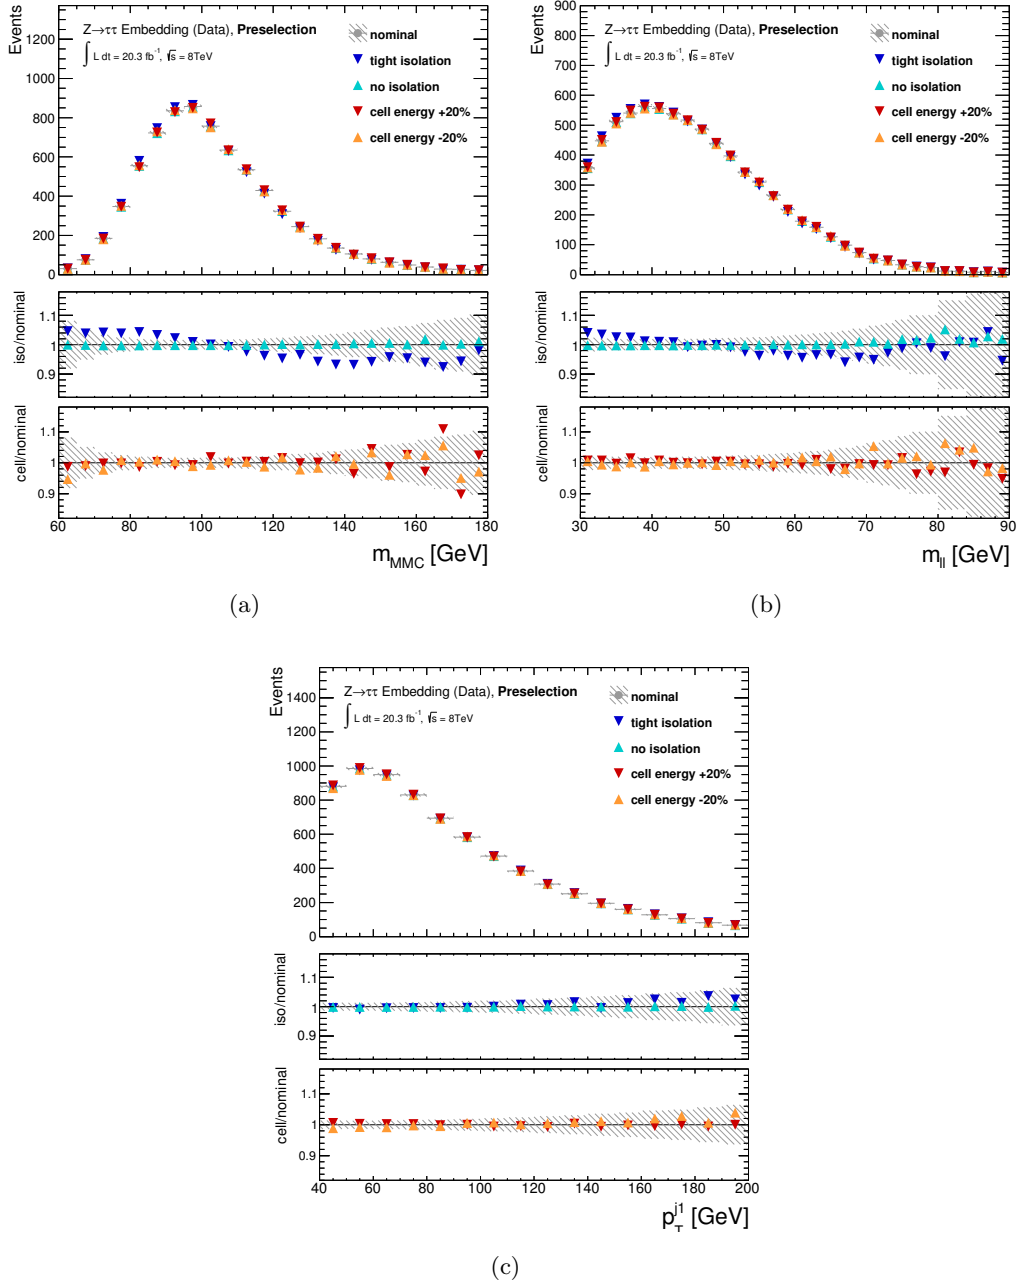 Events
1200
1000
800
600
400
200
0
Z→ττ Embedding (Data), Preselection
∫ L dt = 20.3 fb⁻¹, √s = 8TeV
nominal
tight isolation
no isolation
cell energy +20%
cell energy -20%
iso/nominal
1.1
1
0.9
cell/nominal
1.1
1
0.9
60 80 100 120 140 160 180
m_MMC [GeV]
(a)
Events
900
800
700
600
500
400
300
200
100
0
Z→ττ Embedding (Data), Preselection
∫ L dt = 20.3 fb⁻¹, √s = 8TeV
nominal
tight isolation
no isolation
cell energy +20%
cell energy -20%
iso/nominal
1.1
1
0.9
cell/nominal
1.1
1
0.9
30 40 50 60 70 80 90
m_ll [GeV]
(b)
Events
1400
1200
1000
800
600
400
200
0
Z→ττ Embedding (Data), Preselection
∫ L dt = 20.3 fb⁻¹, √s = 8TeV
nominal
tight isolation
no isolation
cell energy +20%
cell energy -20%
iso/nominal
1.1
1
0.9
cell/nominal
1.1
1
0.9
40 60 80 100 120 140 160 180 200
p_T^j1 [GeV]
(c)